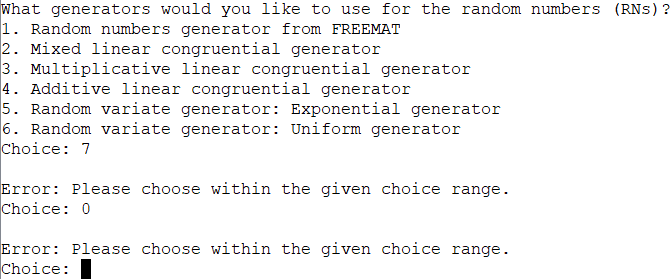 What generators would you like to use for the random numbers (RNs)?
1. Random numbers generator from FREEMAT
2. Mixed linear congruential generator
3. Multiplicative linear congruential generator
4. Additive linear congruential generator
5. Random variate generator: Exponential generator
6. Random variate generator: Uniform generator
Choice: 7
Error: Please choose within the given choice range.
Choice: 0
Error: Please choose within the given choice range.
Choice: